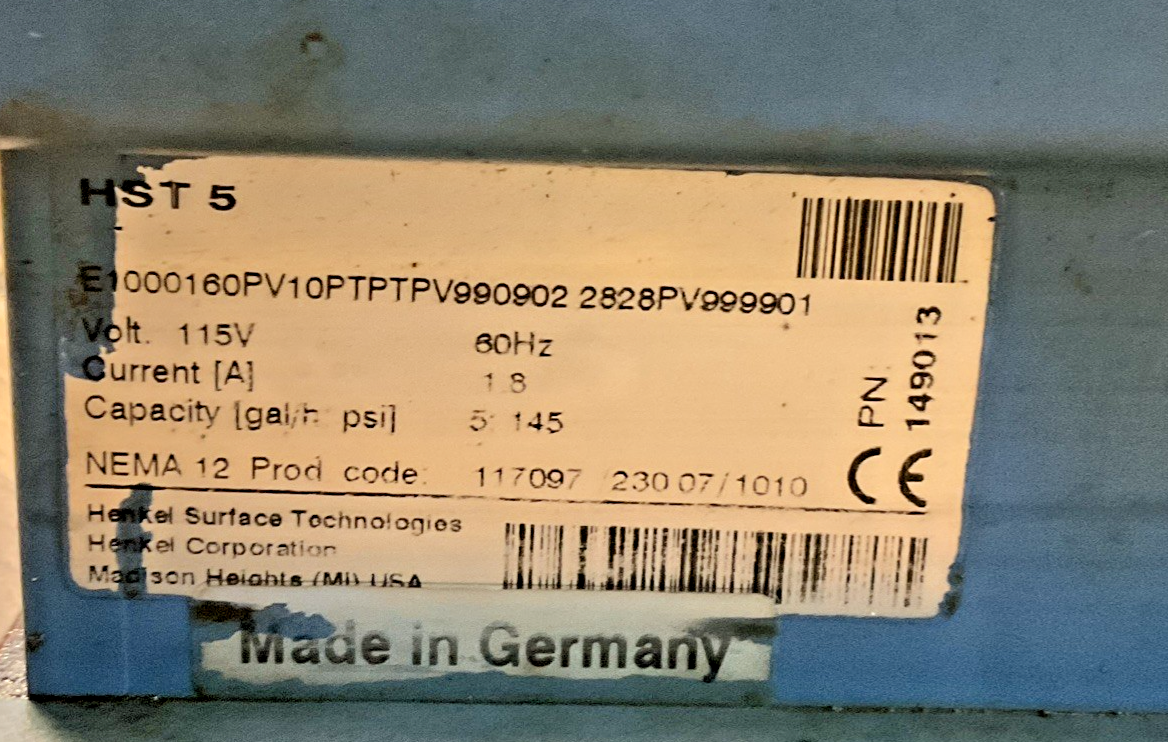 HST 5
E1000160PV10PTPTPV990902 2828PV999901
Volt. 115V 60Hz
Current [A] 1.8
Capacity [gal/h psi] 5 145
NEMA 12 Prod code: 117097 /230 07/1010
PN: 149013
CE
Henkel Surface Technologies
Henkel Corporation
Madison Heights (MI) USA
Made in Germany